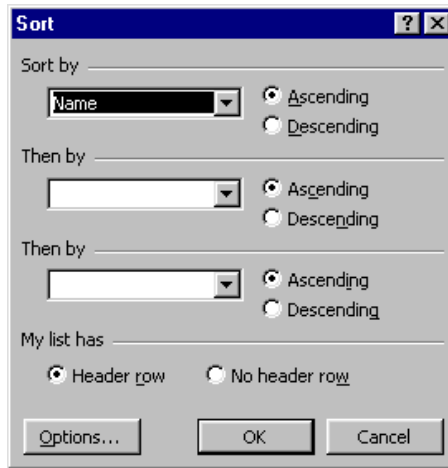 Sort
Sort by
Name
Ascending
Descending
Then by
Ascending
Descending
Then by
Ascending
Descending
My list has
Header row No header row
Options... OK Cancel